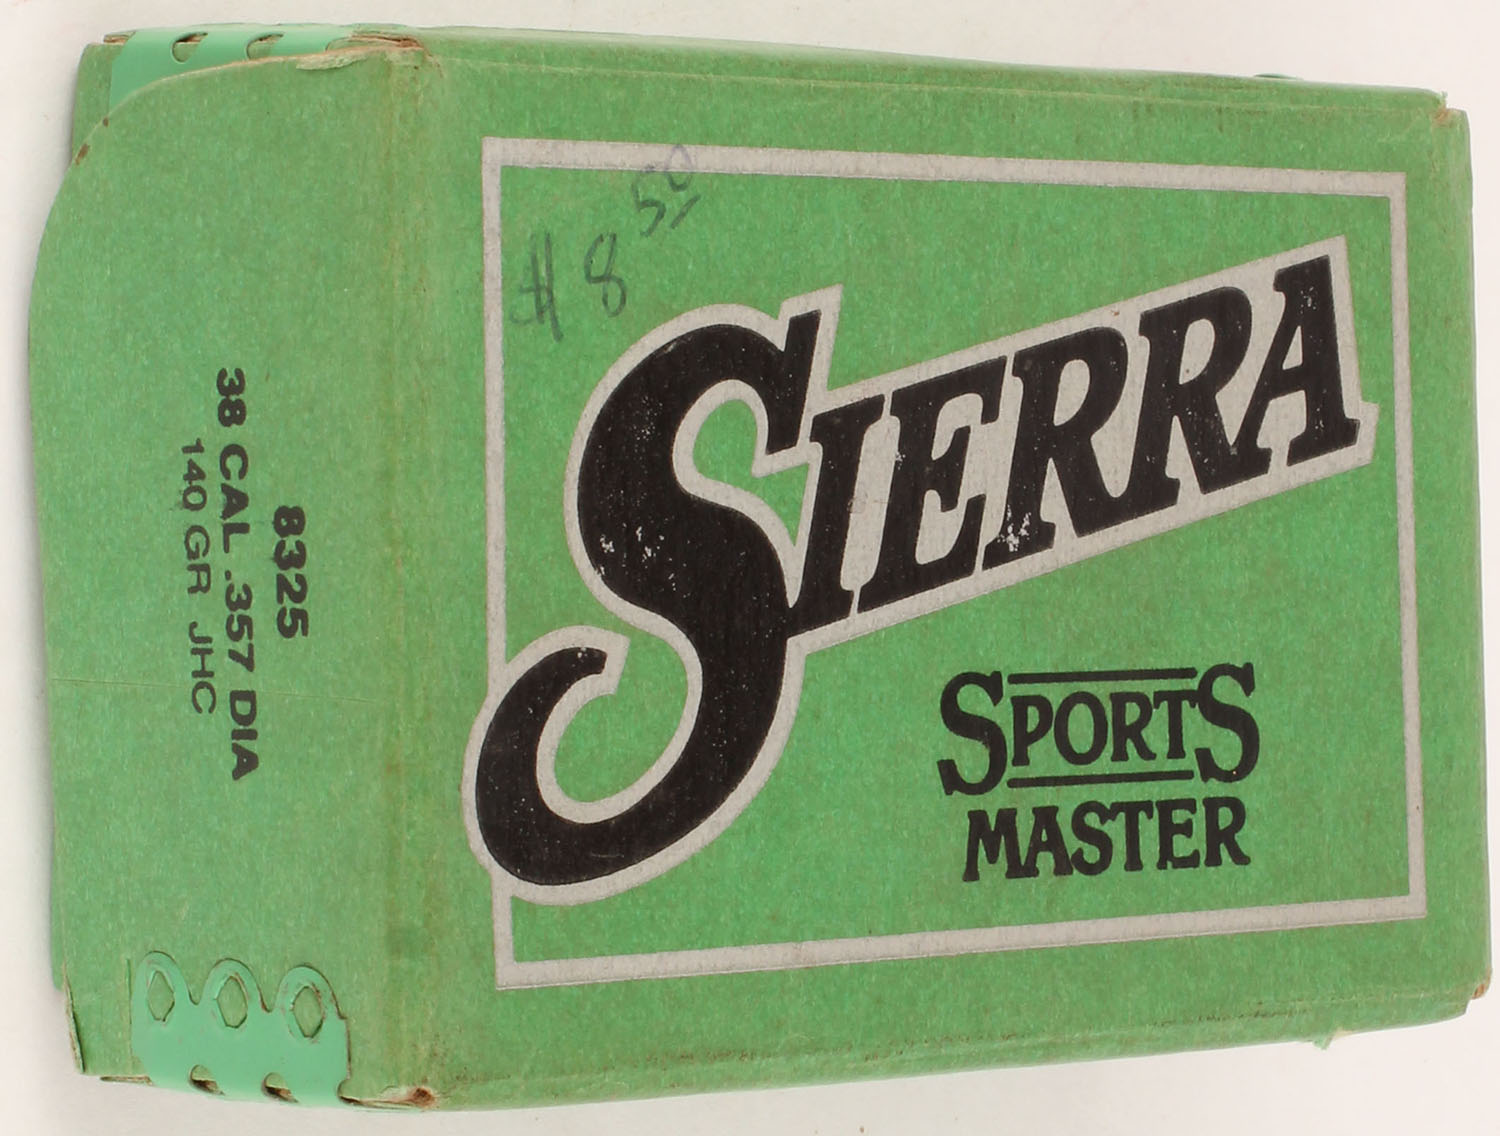 # 8 50
SIERRA
SPORTS
MASTER
8325
38 CAL .357 DIA
140 GR JHC